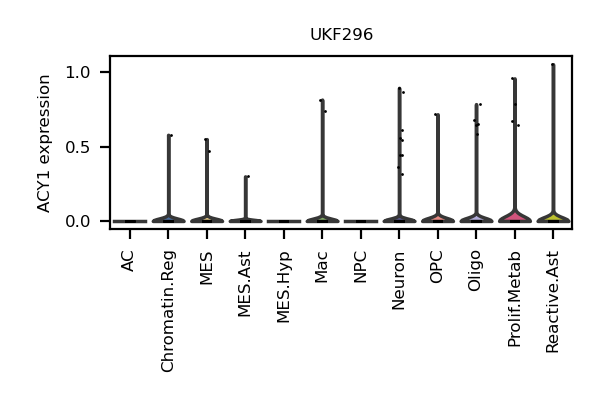 UKF296
ACY1 expression
1.0
0.5
0.0
AC
Chromatin.Reg
MES
MES.Ast
MES.Hyp
Mac
NPC
Neuron
OPC
Oligo
Prolif.Metab
Reactive.Ast